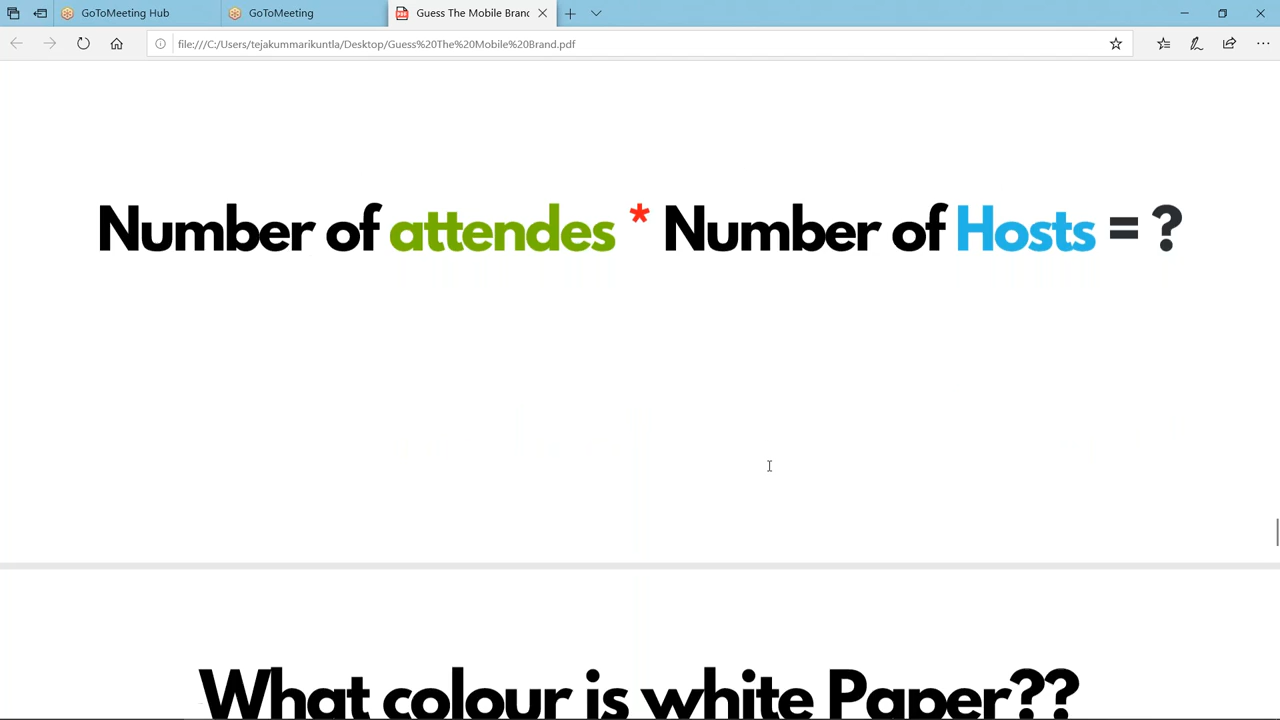 GoToMeeting Hub
GoToMeeting
Guess The Mobile Branc
file:///C:/Users/tejakummarikuntla/Desktop/Guess%20The%20Mobile%20Brand.pdf
Number of attendes * Number of Hosts = ?
What colour is white Paper??